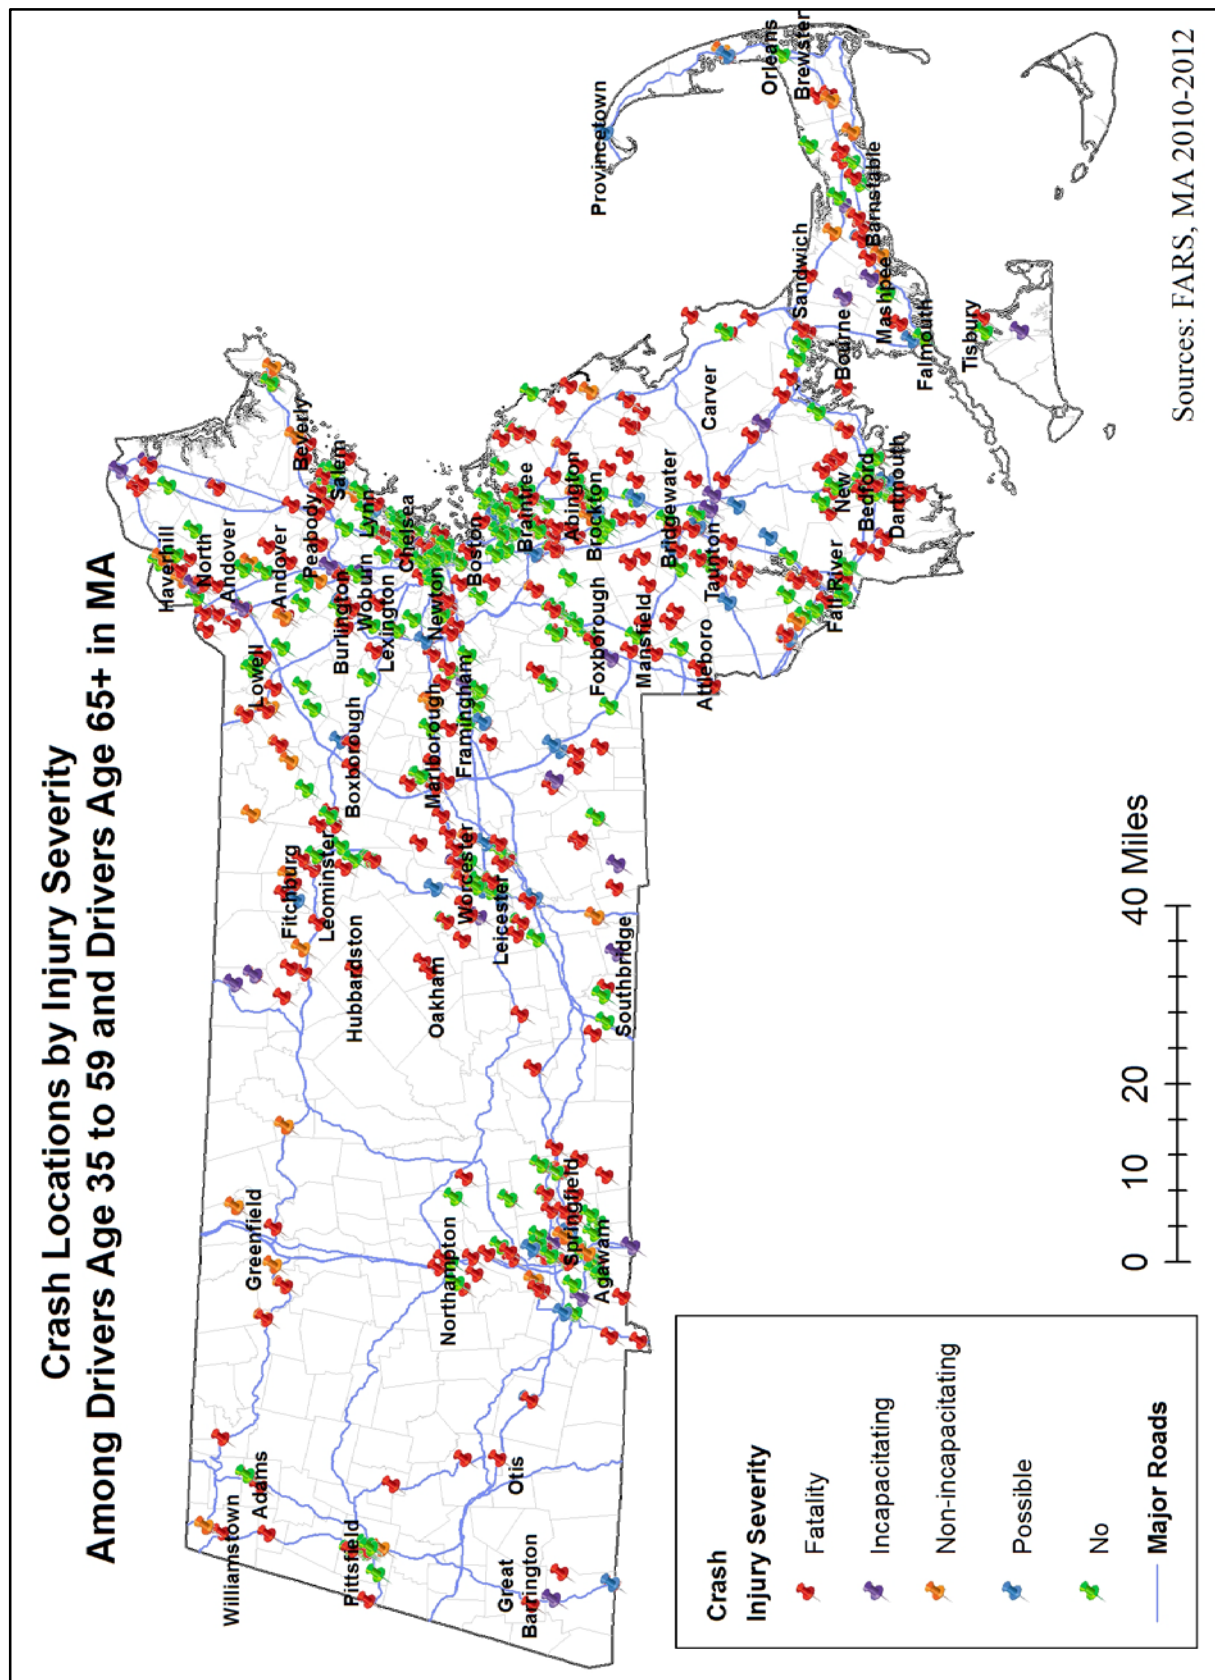 Crash Locations by Injury Severity
Among Drivers Age 35 to 59 and Drivers Age 65+ in MA
Williamstown
Adams
Pittsfield
Great
Barrington
Otis
Greenfield
Northampton
Springfield
Agawam
Fitchburg
Leominster
Hubbardston
Oakham
Worcester
Leicester
Southbridge
Boxborough
Marlborough
Framingham
Lowell
Haverhill
North
Andover
Andover
Burlington
Woburn
Lexington
Peabody
Beverly
Salem
Lynn
Chelsea
Newton
Boston
Braintree
Abington
Brockton
Foxborough
Mansfield
Attleboro
Bridgewater
Taunton
Carver
Fall River
New
Bedford
Dartmouth
Sandwich
Bourne
Mashpee
Barnstable
Falmouth
Tisbury
Provincetown
Orleans
Brewster
Crash
Injury Severity
Fatality
Incapacitating
Non-incapacitating
Possible
No
Major Roads
0 10 20 40 Miles
Sources: FARS, MA 2010-2012